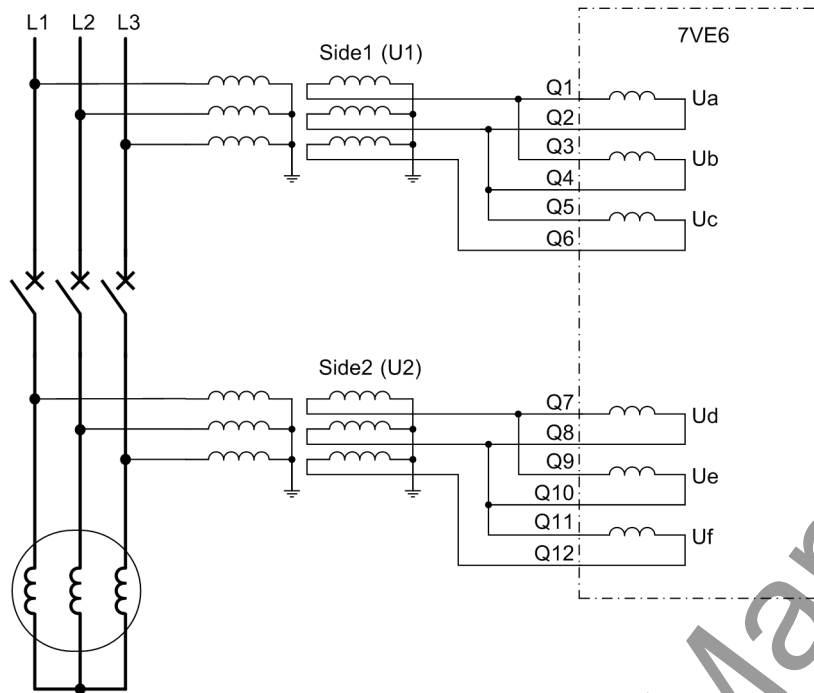 L1 L2 L3
7VE6
Side1 (U1)
Q1
Ua
Q2
Q3
Ub
Q4
Q5
Uc
Q6
Side2 (U2)
Q7
Ud
Q8
Q9
Ue
Q10
Q11
Uf
Q12